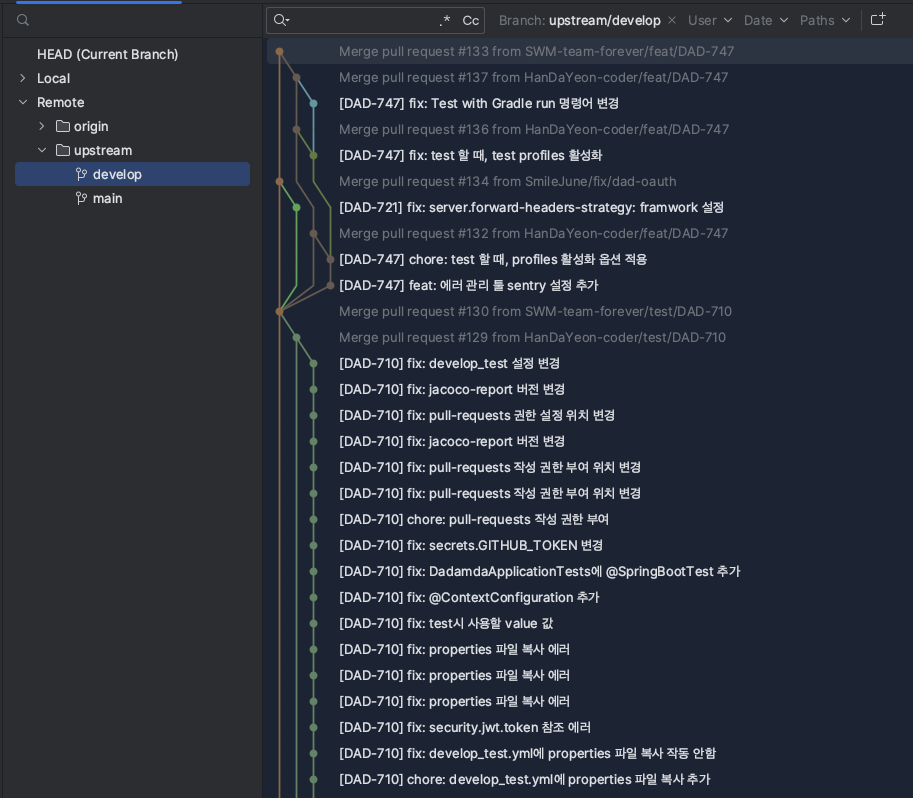 .* Cc Branch: upstream/develop × User Date Paths
HEAD (Current Branch)
Local
Remote
origin
upstream
develop
main
Merge pull request #133 from SWM-team-forever/feat/DAD-747
Merge pull request #137 from HanDaYeon-coder/feat/DAD-747
[DAD-747] fix: Test with Gradle run 명령어 변경
Merge pull request #136 from HanDaYeon-coder/feat/DAD-747
[DAD-747] fix: test 할 때, test profiles 활성화
Merge pull request #134 from SmileJune/fix/dad-oauth
[DAD-721] fix: server.forward-headers-strategy: framwork 설정
Merge pull request #132 from HanDaYeon-coder/feat/DAD-747
[DAD-747] chore: test 할 때, profiles 활성화 옵션 적용
[DAD-747] feat: 에러 관리 툴 sentry 설정 추가
Merge pull request #130 from SWM-team-forever/test/DAD-710
Merge pull request #129 from HanDaYeon-coder/test/DAD-710
[DAD-710] fix: develop_test 설정 변경
[DAD-710] fix: jacoco-report 버전 변경
[DAD-710] fix: pull-requests 권한 설정 위치 변경
[DAD-710] fix: jacoco-report 버전 변경
[DAD-710] fix: pull-requests 작성 권한 부여 위치 변경
[DAD-710] fix: pull-requests 작성 권한 부여 위치 변경
[DAD-710] chore: pull-requests 작성 권한 부여
[DAD-710] fix: secrets.GITHUB_TOKEN 변경
[DAD-710] fix: DadamdaApplicationTests에 @SpringBootTest 추가
[DAD-710] fix: @ContextConfiguration 추가
[DAD-710] fix: test시 사용할 value 값
[DAD-710] fix: properties 파일 복사 에러
[DAD-710] fix: properties 파일 복사 에러
[DAD-710] fix: properties 파일 복사 에러
[DAD-710] fix: security.jwt.token 참조 에러
[DAD-710] fix: develop_test.yml에 properties 파일 복사 작동 안함
[DAD-710] chore: develop_test.yml에 properties 파일 복사 추가